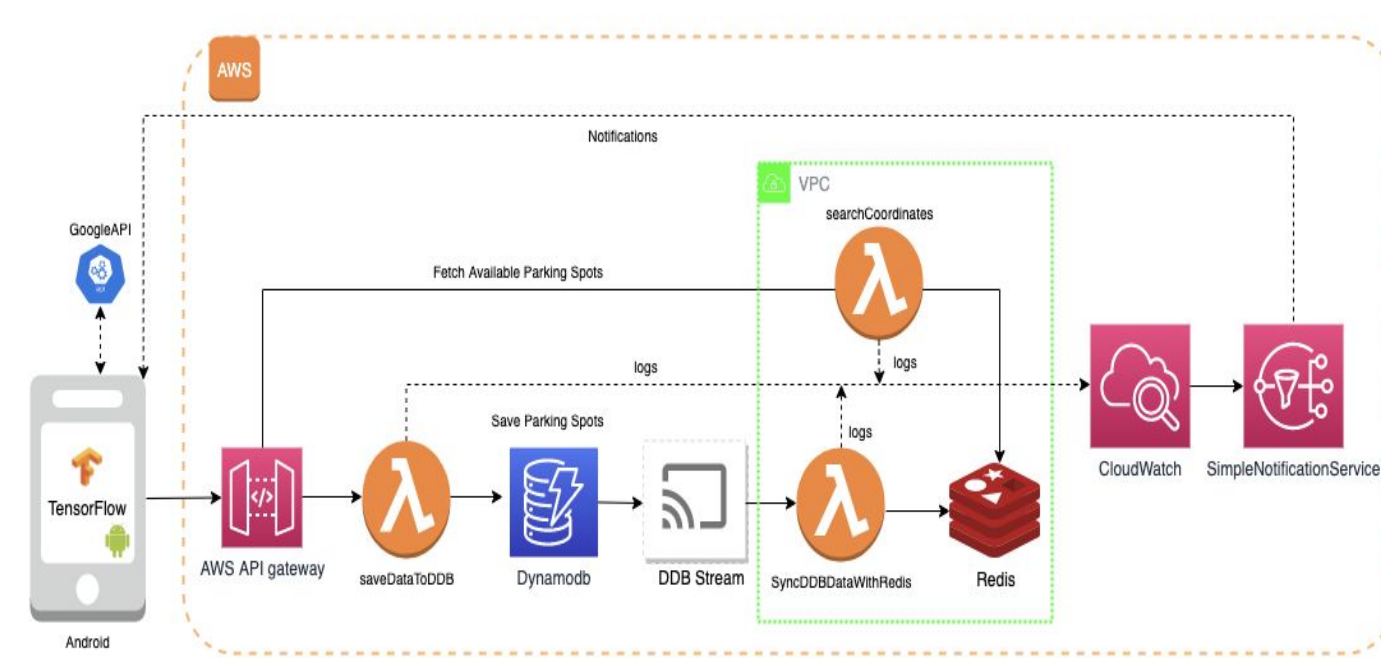 AWS
Notifications
VPC
searchCoordinates
GoogleAPI
Fetch Available Parking Spots
logs
logs
Save Parking Spots
logs
TensorFlow
CloudWatch
SimpleNotificationService
AWS API gateway
saveDataToDDB
Dynamodb
DDB Stream
SyncDDBDataWithRedis
Redis
Android